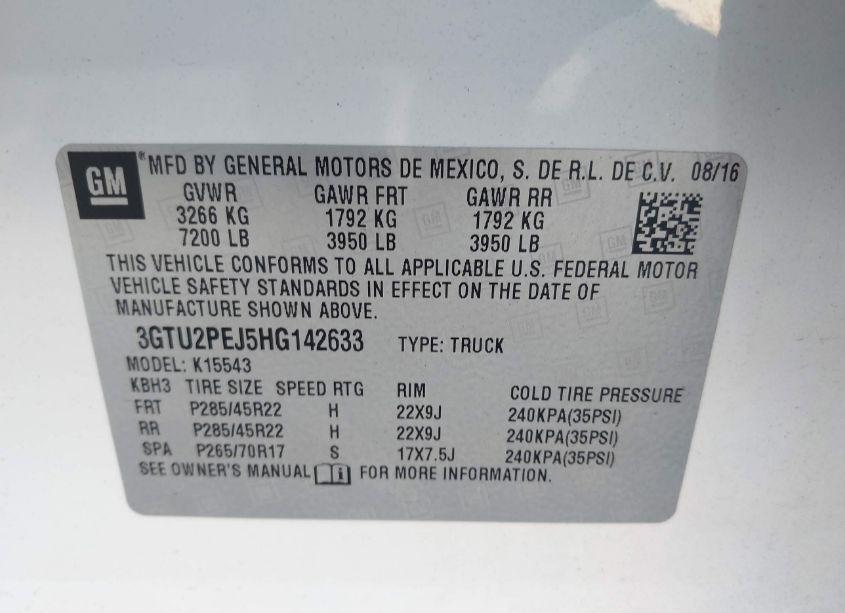 GM ® MFD BY GENERAL MOTORS DE MEXICO, S. DE R.L. DE C.V. 08/16
GVWR GAWR FRT GAWR RR
3266 KG 1792 KG 1792 KG
7200 LB 3950 LB 3950 LB
THIS VEHICLE CONFORMS TO ALL APPLICABLE U.S. FEDERAL MOTOR
VEHICLE SAFETY STANDARDS IN EFFECT ON THE DATE OF
MANUFACTURE SHOWN ABOVE.
3GTU2PEJ5HG142633 TYPE: TRUCK
MODEL: K15543
KBH3 TIRE SIZE SPEED RTG RIM COLD TIRE PRESSURE
FRT P285/45R22 H 22X9J 240KPA(35PSI)
RR P285/45R22 H 22X9J 240KPA(35PSI)
SPA P265/70R17 S 17X7.5J 240KPA(35PSI)
SEE OWNER'S MANUAL i FOR MORE INFORMATION.